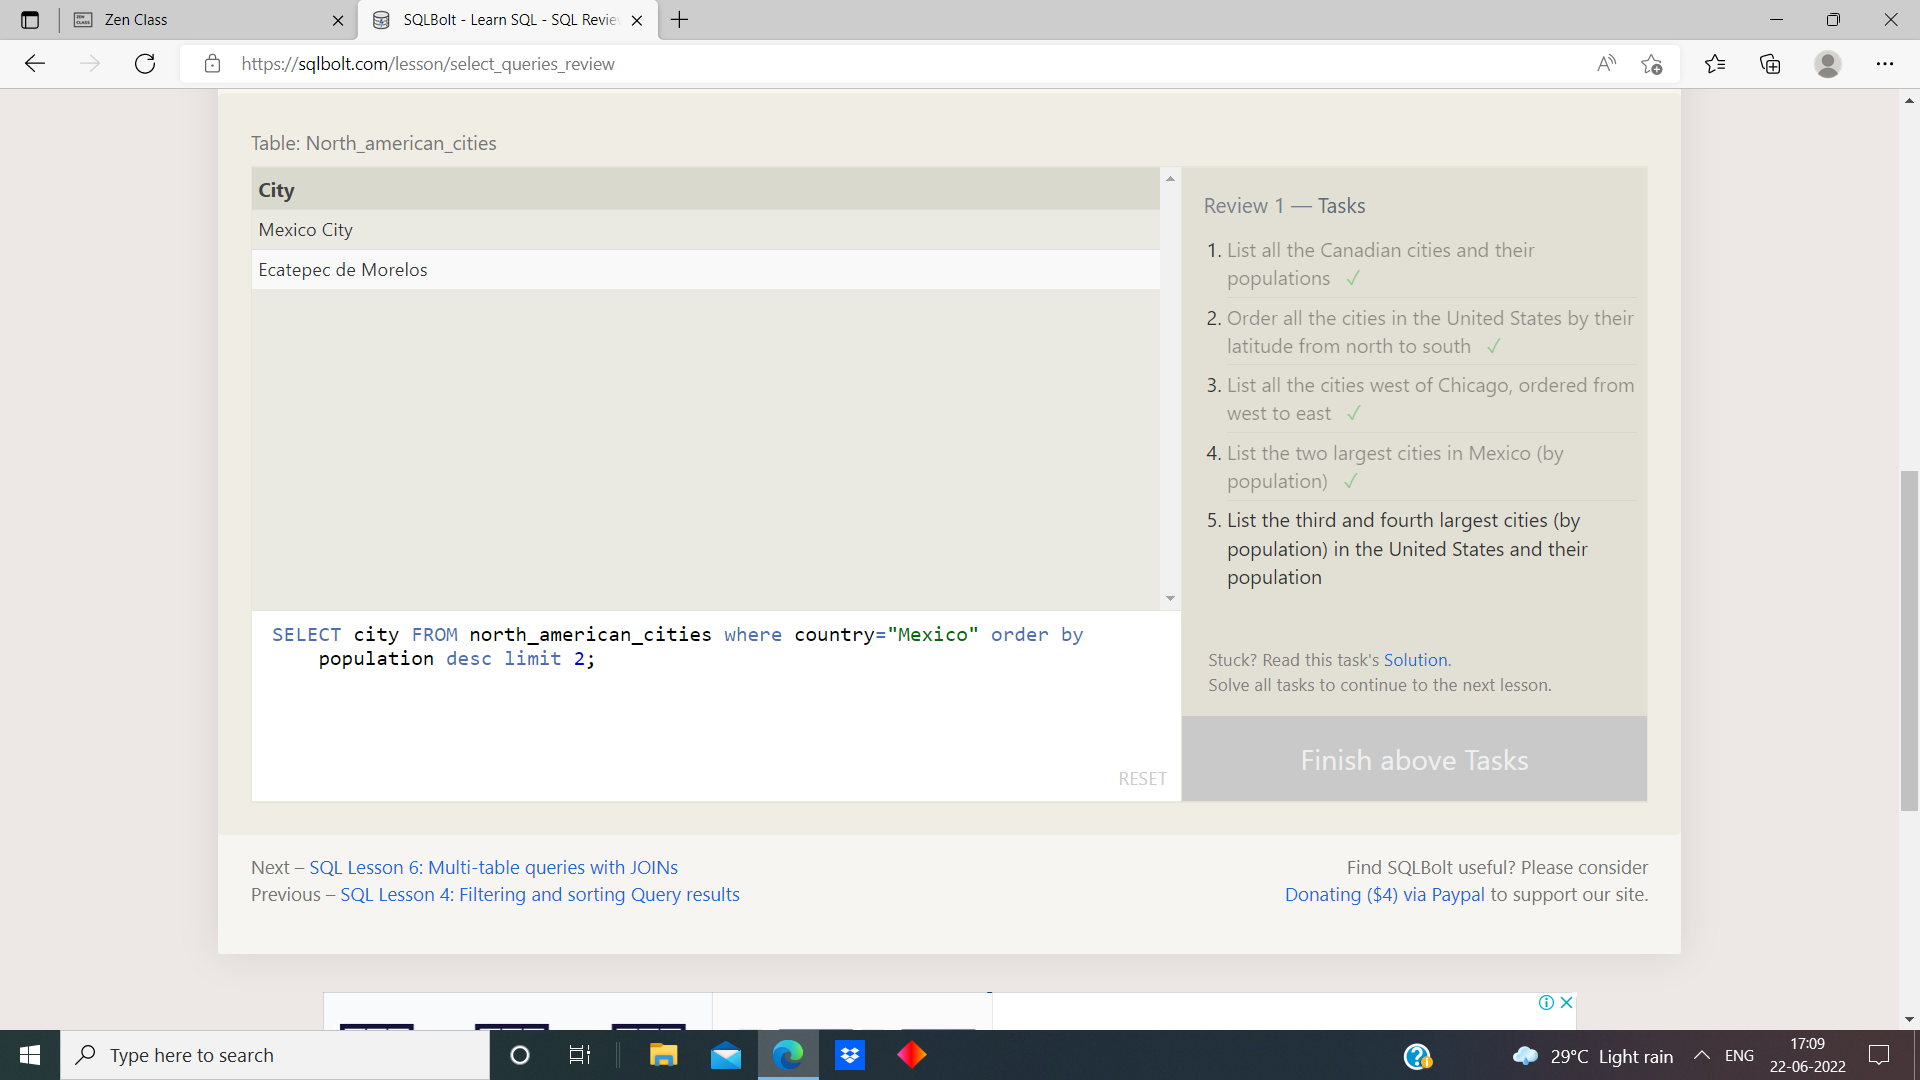 Zen Class
SQLBolt - Learn SQL - SQL Revie
https://sqlbolt.com/lesson/select_queries_review
Table: North_american_cities
City
Mexico City
Ecatepec de Morelos
SELECT city FROM north_american_cities where country="Mexico" order by
population desc limit 2;
RESET
Review 1 — Tasks
1. List all the Canadian cities and their
populations ✓
2. Order all the cities in the United States by their
latitude from north to south ✓
3. List all the cities west of Chicago, ordered from
west to east ✓
4. List the two largest cities in Mexico (by
population) ✓
5. List the third and fourth largest cities (by
population) in the United States and their
population
Stuck? Read this task's Solution.
Solve all tasks to continue to the next lesson.
Finish above Tasks
Next – SQL Lesson 6: Multi-table queries with JOINs
Previous – SQL Lesson 4: Filtering and sorting Query results
Find SQLBolt useful? Please consider
Donating ($4) via Paypal to support our site.
Type here to search
29°C Light rain
ENG
17:09
22-06-2022